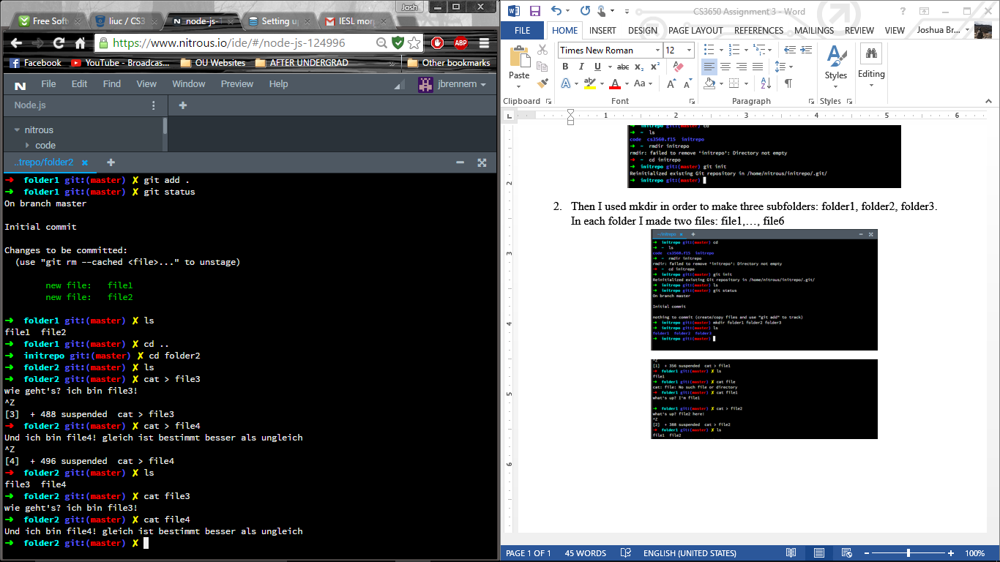 Josh
Free Soft
liuc / CS3
node-js-
Setting u
IESL mor
https://www.nitrous.io/ide/#/node-js-124996
ABP
Facebook
YouTube - Broadcas...
OU Websites
AFTER UNDERGRAD
»
Other bookmarks
N File Edit Find View Window Preview Help jbrennem
Node.js
+
nitrous
code
..trepo/folder2 × +
➜ folder1 git:(master) ✗ git add .
➜ folder1 git:(master) ✗ git status
On branch master
Initial commit
Changes to be committed:
(use "git rm --cached <file>..." to unstage)
new file: file1
new file: file2
➜ folder1 git:(master) ✗ ls
file1 file2
➜ folder1 git:(master) ✗ cd ..
➜ initrepo git:(master) ✗ cd folder2
➜ folder2 git:(master) ✗ ls
➜ folder2 git:(master) ✗ cat > file3
wie geht's? ich bin file3!
^Z
[3] + 488 suspended cat > file3
➜ folder2 git:(master) ✗ cat > file4
Und ich bin file4! gleich ist bestimmt besser als ungleich
^Z
[4] + 496 suspended cat > file4
➜ folder2 git:(master) ✗ ls
file3 file4
➜ folder2 git:(master) ✗ cat file3
wie geht's? ich bin file3!
➜ folder2 git:(master) ✗ cat file4
Und ich bin file4! gleich ist bestimmt besser als ungleich
➜ folder2 git:(master) ✗
CS3650 Assignment 3 - Word
FILE HOME INSERT DESIGN PAGE LAYOUT REFERENCES MAILINGS REVIEW VIEW Joshua Br...
Times New Roman 12
Paste
B I U abc x₂ x²
A ab A Aa A A
Styles
Editing
Clipboard Font Paragraph Styles
1 2 3 4 5 6
➜ initrepo git:(master) cd
➜ ~ ls
code cs3560.f15 initrepo
➜ ~ rmdir initrepo
rmdir: failed to remove 'initrepo': Directory not empty
➜ ~ cd initrepo
➜ initrepo git:(master) git init
Reinitialized existing Git repository in /home/nitrous/initrepo/.git/
➜ initrepo git:(master)
2. Then I used mkdir in order to make three subfolders: folder1, folder2, folder3.
In each folder I made two files: file1,…, file6
~/initrepo × +
➜ initrepo git:(master) cd
➜ ~ ls
code cs3560.f15 initrepo
➜ ~ rmdir initrepo
rmdir: failed to remove 'initrepo': Directory not empty
➜ ~ cd initrepo
➜ initrepo git:(master) git init
Reinitialized existing Git repository in /home/nitrous/initrepo/.git/
➜ initrepo git:(master) ls
➜ initrepo git:(master) git status
On branch master
Initial commit
nothing to commit (create/copy files and use "git add" to track)
➜ initrepo git:(master) mkdir folder1 folder2 folder3
➜ initrepo git:(master) ls
folder1 folder2 folder3
➜ initrepo git:(master)
^Z
[1] + 356 suspended cat > file1
➜ folder1 git:(master) ✗ ls
file1
➜ folder1 git:(master) ✗ cat file
cat: file: No such file or directory
➜ folder1 git:(master) ✗ cat file1
what's up? I'm file1
➜ folder1 git:(master) ✗ cat > file2
what's up? file2 here!
^Z
[2] + 388 suspended cat > file2
➜ folder1 git:(master) ✗ ls
file1 file2
2
3
4
5
6
PAGE 1 OF 1 45 WORDS ENGLISH (UNITED STATES) 100%